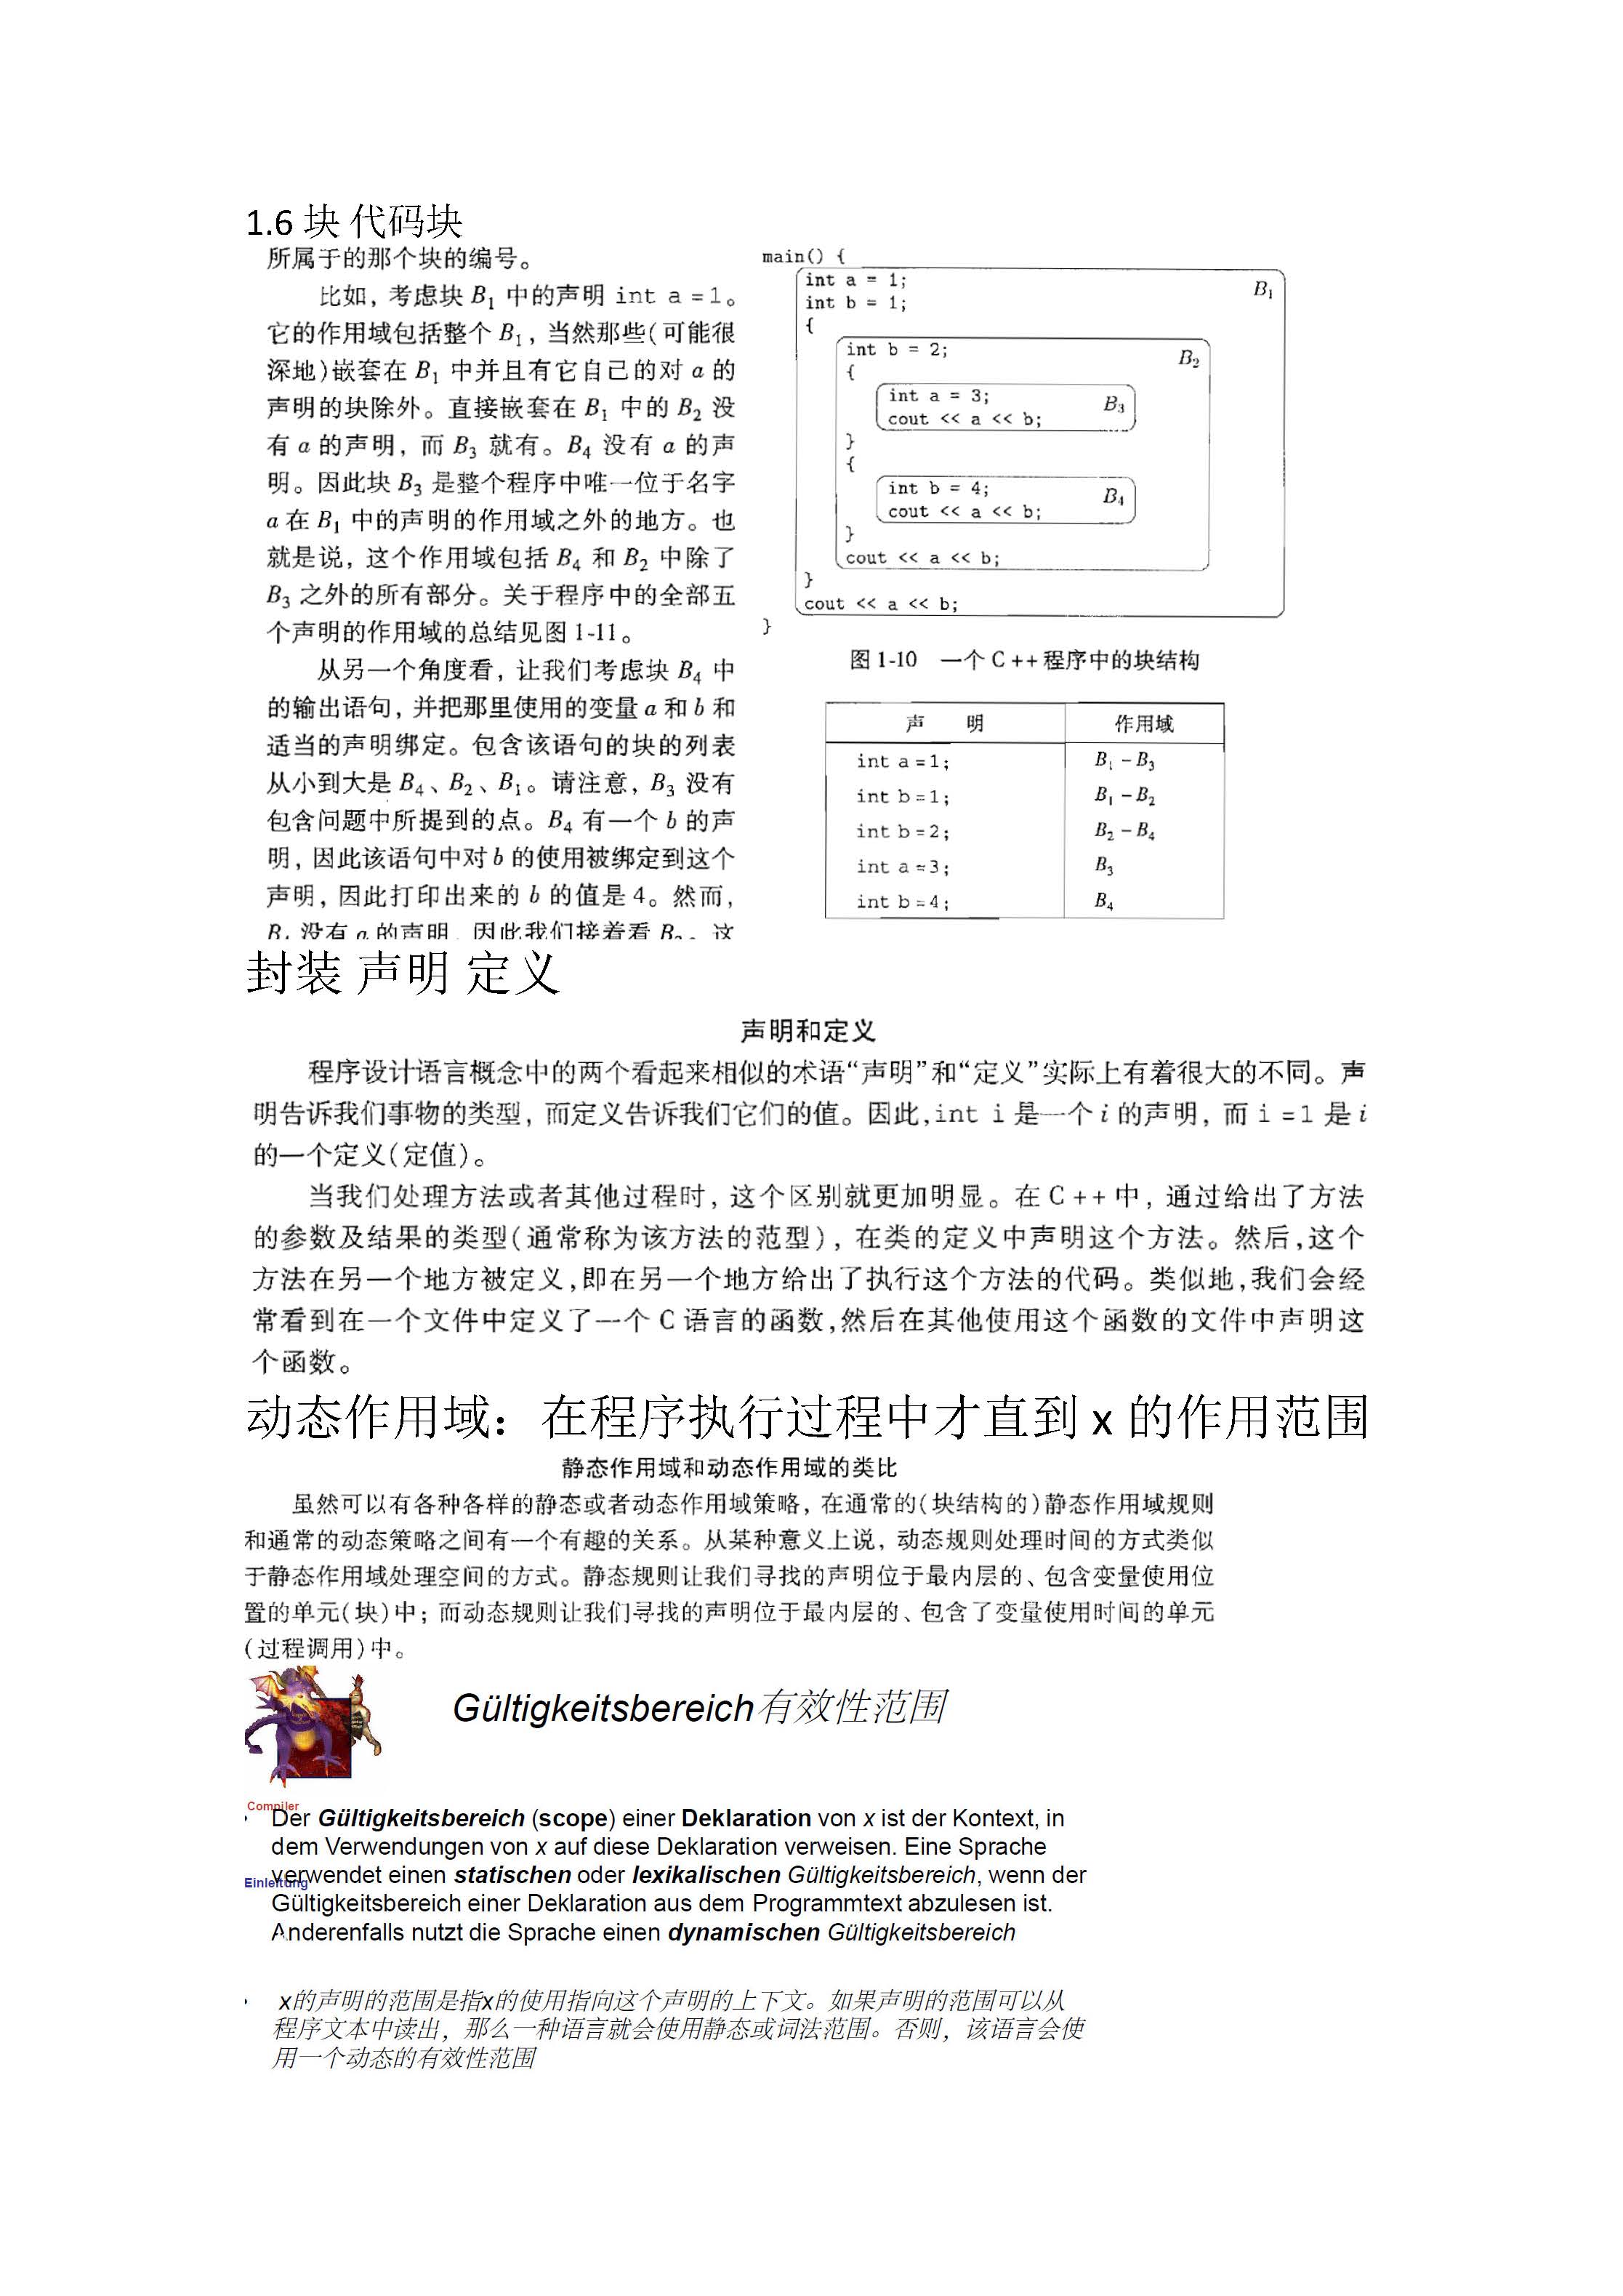 1.6 块 代码块
所属于的那个块的编号。
比如，考虑块 B1 中的声明 int a =1。
它的作用域包括整个 B1，当然那些(可能很
深地)嵌套在 B1 中并且有它自己的对 a 的
声明的块除外。直接嵌套在 B1 中的 B2 没
有 a 的声明，而 B3 就有。B4 没有 a 的声
明。因此块 B3 是整个程序中唯一位于名字
a 在 B1 中的声明的作用域之外的地方。也
就是说，这个作用域包括 B4 和 B2 中除了
B3 之外的所有部分。关于程序中的全部五
个声明的作用域的总结见图 1-11。
从另一个角度看，让我们考虑块 B4 中
的输出语句，并把那里使用的变量 a 和 b 和
适当的声明绑定。包含该语句的块的列表
从小到大是 B4、B2、B1。请注意，B3 没有
包含问题中所提到的点。B4 有一个 b 的声
明，因此该语句中对 b 的使用被绑定到这个
声明，因此打印出来的 b 的值是 4。然而，
B4 没有 a 的声明，因此我们接着看 B2。这
main() {
int a = 1;
B1
int b = 1;
{
int b = 2;
B2
{
int a = 3;
B3
cout << a << b;
}
{
int b = 4;
B4
cout << a << b;
}
cout << a << b;
}
cout << a << b;
}
图 1-10 一个 C ++ 程序中的块结构
声 明 作用域
int a =1; B1 - B3
int b =1; B1 - B2
int b =2; B2 - B4
int a =3; B3
int b =4; B4
封装 声明 定义
声明和定义
程序设计语言概念中的两个看起来相似的术语“声明”和“定义”实际上有着很大的不同。声
明告诉我们事物的类型，而定义告诉我们它们的值。因此,int i 是一个 i 的声明，而 i =1 是 i
的一个定义(定值)。
当我们处理方法或者其他过程时，这个区别就更加明显。在 C ++ 中，通过给出了方法
的参数及结果的类型(通常称为该方法的范型)，在类的定义中声明这个方法。然后,这个
方法在另一个地方被定义,即在另一个地方给出了执行这个方法的代码。类似地,我们会经
常看到在一个文件中定义了一个 C 语言的函数,然后在其他使用这个函数的文件中声明这
个函数。
动态作用域：在程序执行过程中才直到 x 的作用范围
静态作用域和动态作用域的类比
虽然可以有各种各样的静态或者动态作用域策略，在通常的(块结构的)静态作用域规则
和通常的动态策略之间有一个有趣的关系。从某种意义上说，动态规则处理时间的方式类似
于静态作用域处理空间的方式。静态规则让我们寻找的声明位于最内层的、包含变量使用位
置的单元(块)中；而动态规则让我们寻找的声明位于最内层的、包含了变量使用时间的单元
(过程调用)中。
Gültigkeitsbereich有效性范围
Compiler
• Der Gültigkeitsbereich (scope) einer Deklaration von x ist der Kontext, in
dem Verwendungen von x auf diese Deklaration verweisen. Eine Sprache
verwendet einen statischen oder lexikalischen Gültigkeitsbereich, wenn der
Einleitung
Gültigkeitsbereich einer Deklaration aus dem Programmtext abzulesen ist.
Anderenfalls nutzt die Sprache einen dynamischen Gültigkeitsbereich
• x的声明的范围是指x的使用指向这个声明的上下文。如果声明的范围可以从
程序文本中读出，那么一种语言就会使用静态或词法范围。否则，该语言会使
用一个动态的有效性范围